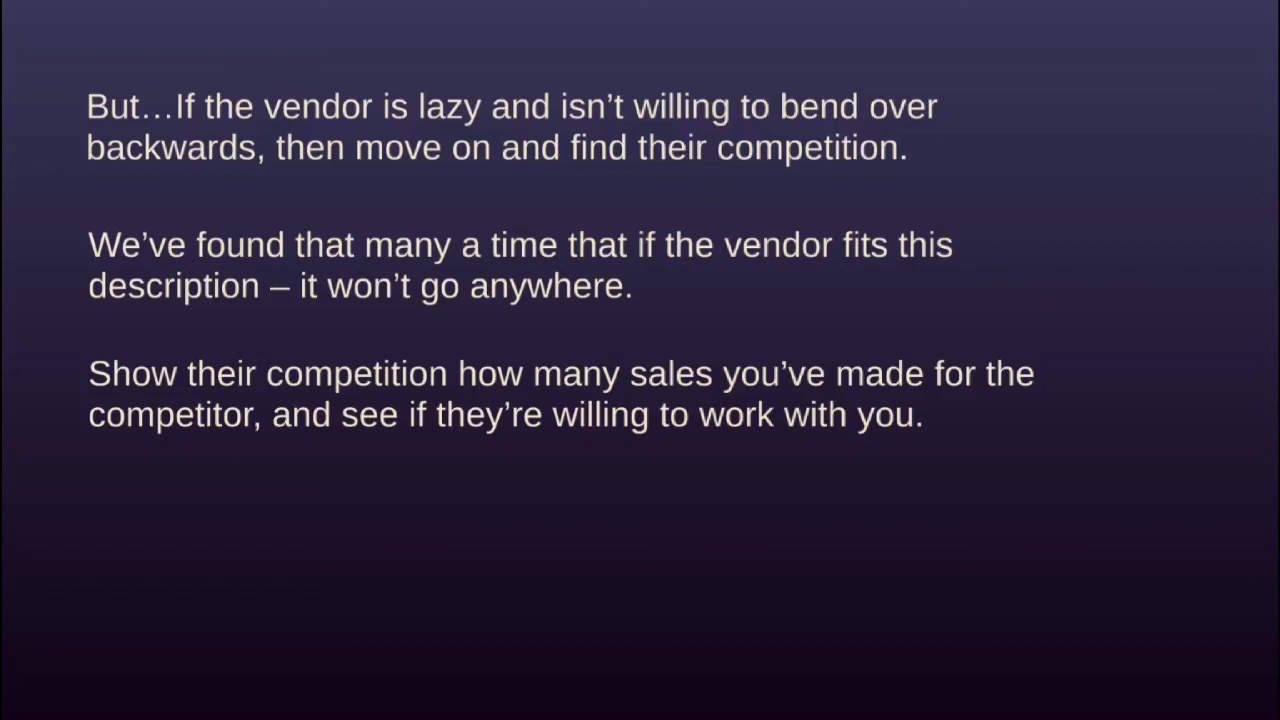 But…If the vendor is lazy and isn’t willing to bend over
backwards, then move on and find their competition.
We’ve found that many a time that if the vendor fits this
description – it won’t go anywhere.
Show their competition how many sales you’ve made for the
competitor, and see if they’re willing to work with you.